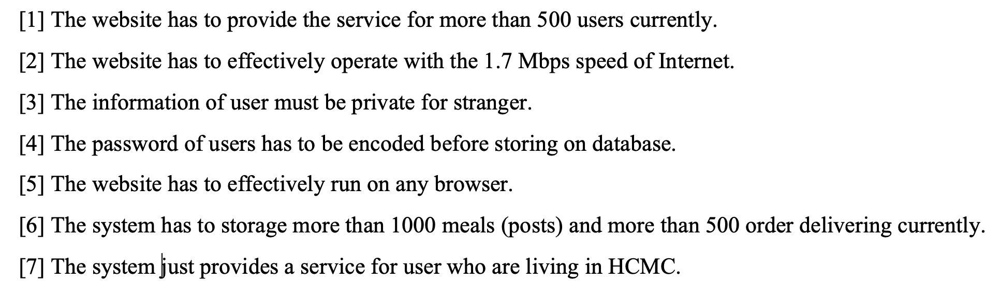 [1] The website has to provide the service for more than 500 users currently.
[2] The website has to effectively operate with the 1.7 Mbps speed of Internet.
[3] The information of user must be private for stranger.
[4] The password of users has to be encoded before storing on database.
[5] The website has to effectively run on any browser.
[6] The system has to storage more than 1000 meals (posts) and more than 500 order delivering currently.
[7] The system just provides a service for user who are living in HCMC.